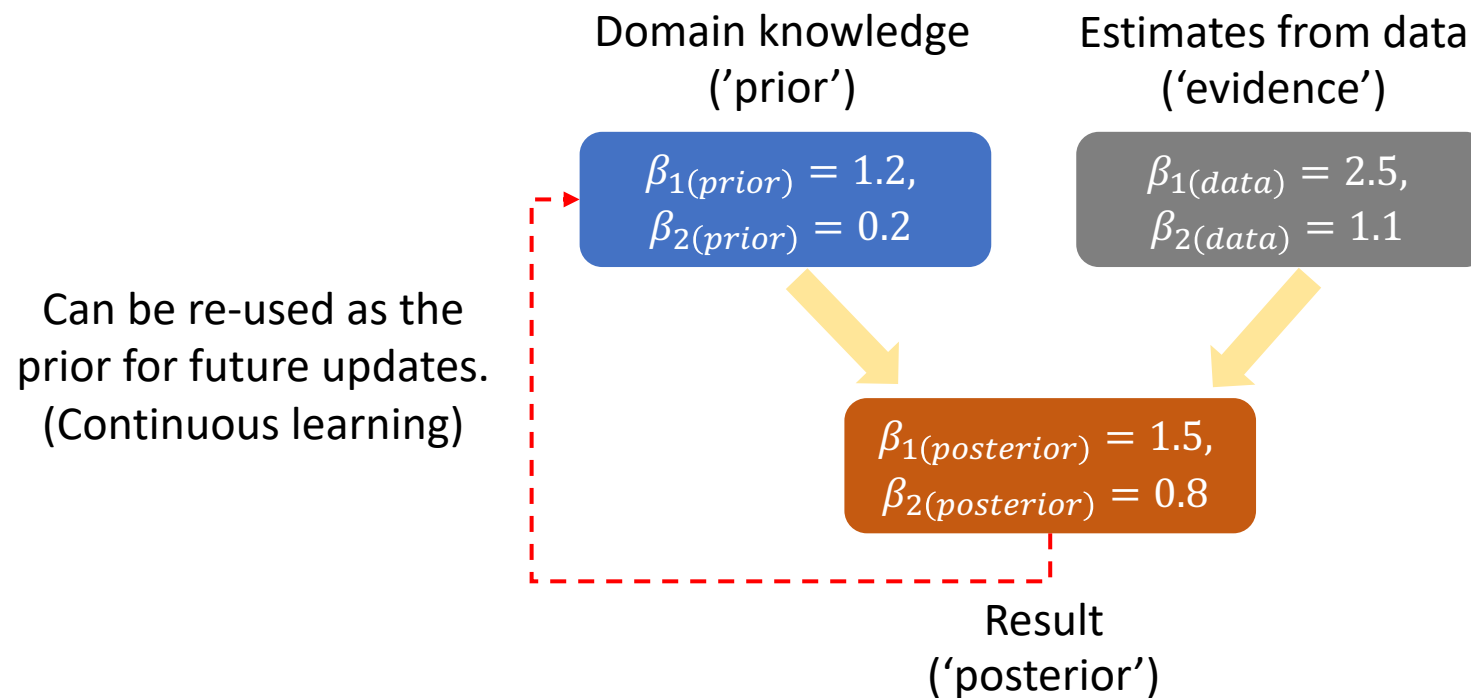 Domain knowledge
(’prior’)
Estimates from data
(‘evidence’)
β₁₍prior₎ = 1.2,
β₂₍prior₎ = 0.2
β₁₍data₎ = 2.5,
β₂₍data₎ = 1.1
Can be re-used as the
prior for future updates.
(Continuous learning)
β₁₍posterior₎ = 1.5,
β₂₍posterior₎ = 0.8
Result
(‘posterior’)